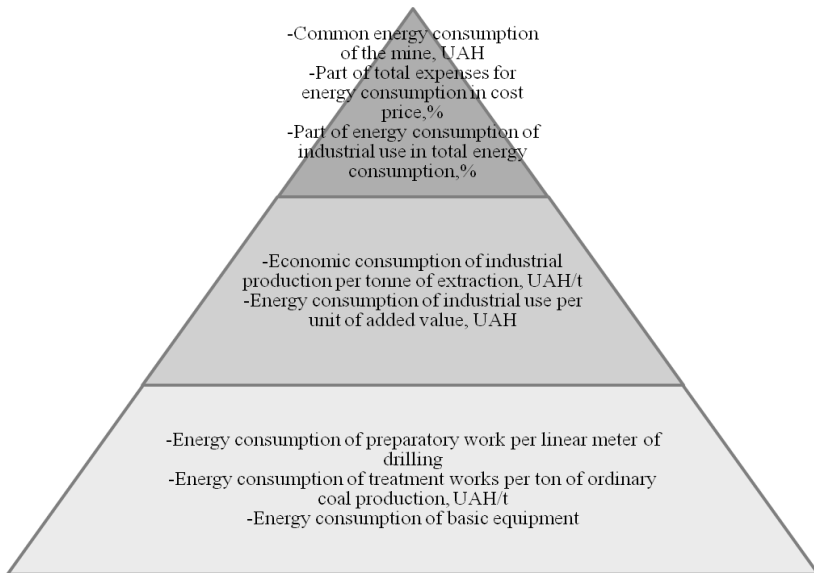 -Common energy consumption
of the mine, UAH
-Part of total expenses for
energy consumption in cost
price,%
-Part of energy consumption of
industrial use in total energy
consumption,%
-Economic consumption of industrial
production per tonne of extraction, UAH/t
-Energy consumption of industrial use per
unit of added value, UAH
-Energy consumption of preparatory work per linear meter of
drilling
-Energy consumption of treatment works per ton of ordinary
coal production, UAH/t
-Energy consumption of basic equipment